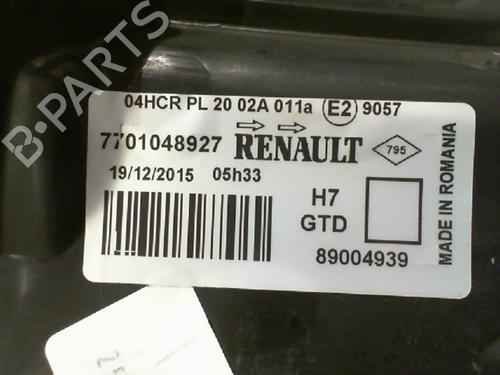 B-PARTS
04HCR PL 20 02A 011a E2 9057
7701048927 RENAULT 795
19/12/2015 05h33
H7
GTD
89004939
MADE IN ROMANIA